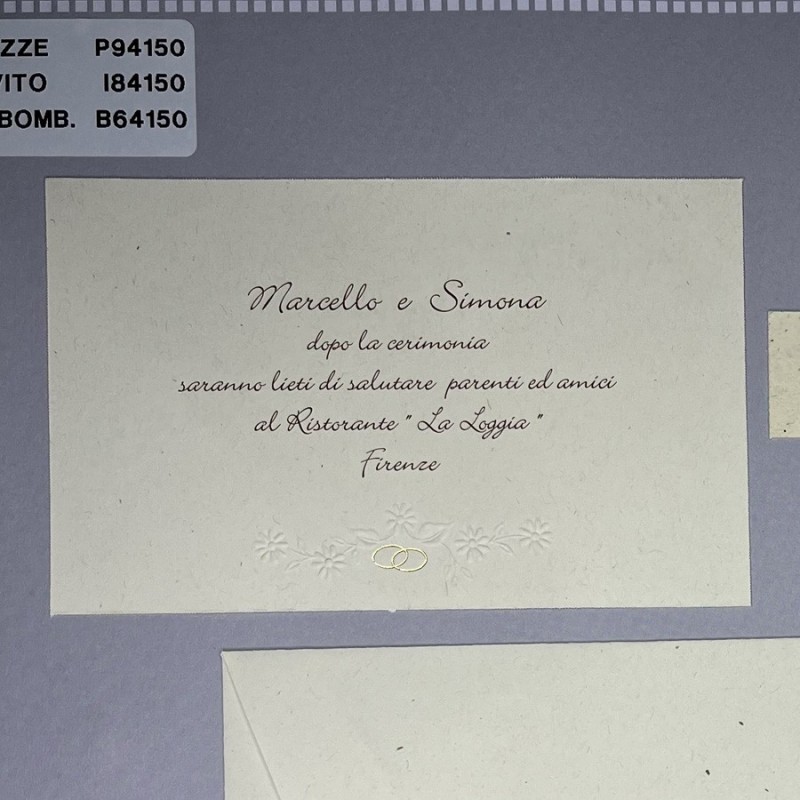 ZZE P94150
VITO I84150
BOMB. B64150
Marcello e Simona
dopo la cerimonia
saranno lieti di salutare parenti ed amici
al Ristorante " La Loggia "
Firenze